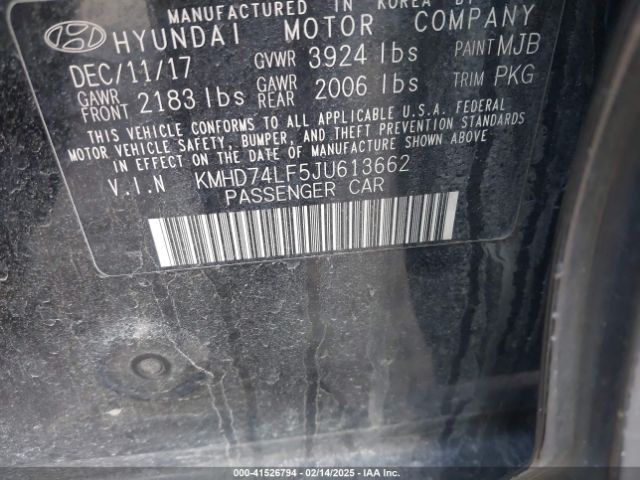 MANUFACTURED IN KOREA BY
HYUNDAI MOTOR COMPANY
DEC/11/17 GVWR 3924 lbs PAINT MJB
GAWR FRONT 2183 lbs GAWR REAR 2006 lbs TRIM PKG
THIS VEHICLE CONFORMS TO ALL APPLICABLE U.S.A. FEDERAL
MOTOR VEHICLE SAFETY, BUMPER, AND THEFT PREVENTION STANDARDS
IN EFFECT ON THE DATE OF MANUFACTURE SHOWN ABOVE.
V.I.N KMHD74LF5JU613662
PASSENGER CAR
000-41526794 - 02/14/2025 - IAA Inc.